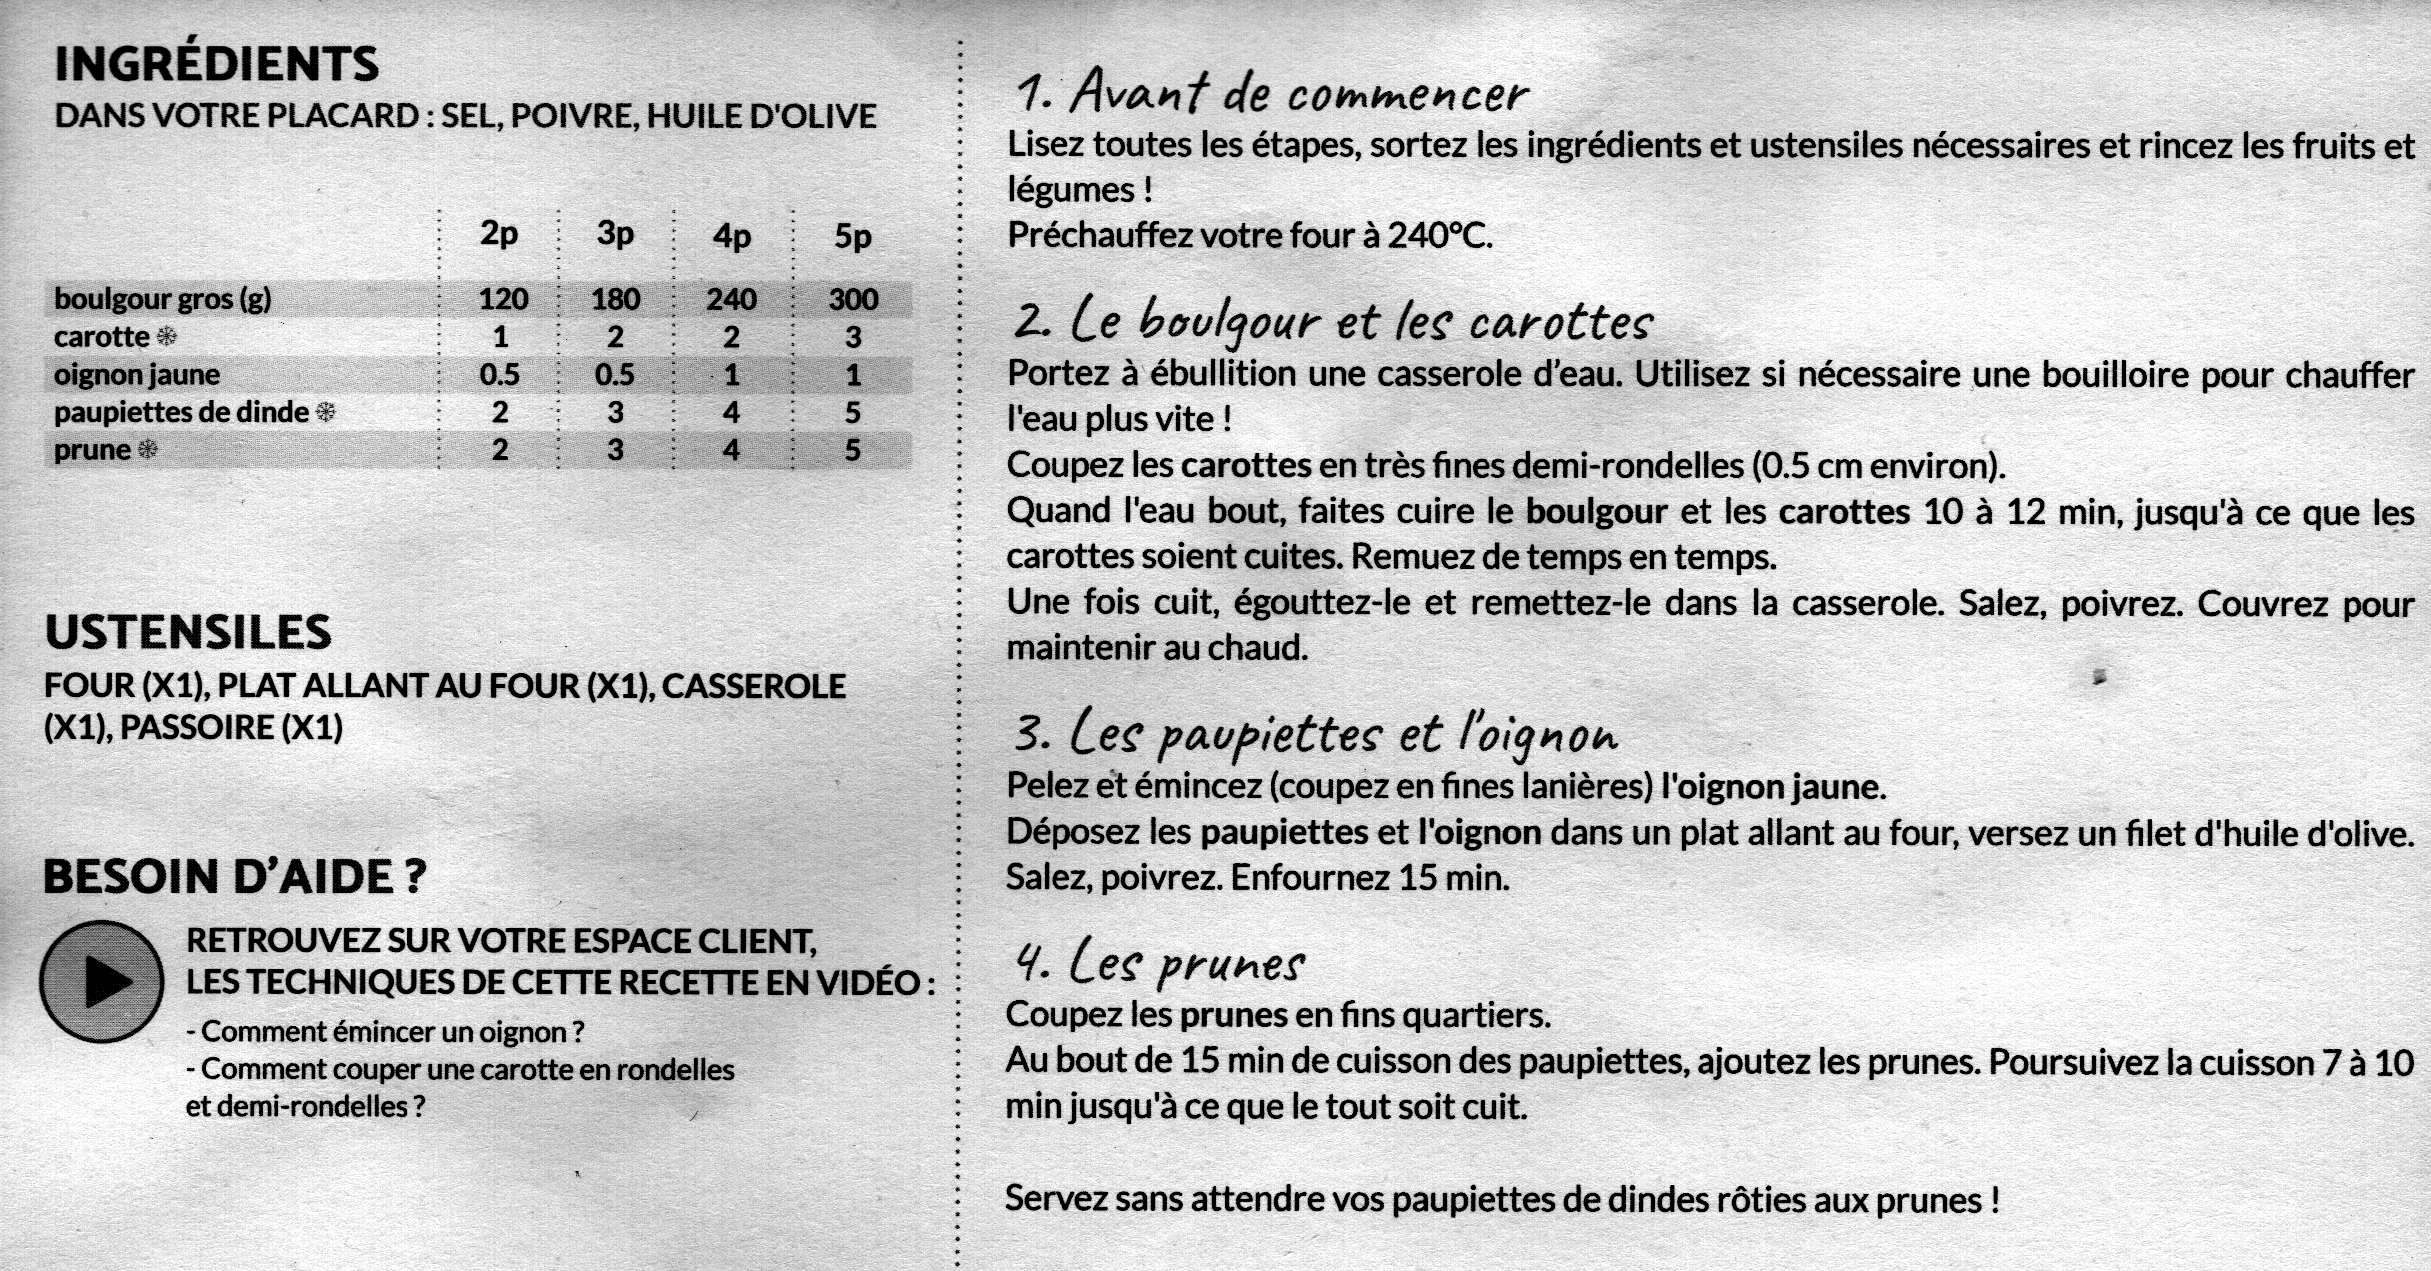 INGRÉDIENTS
DANS VOTRE PLACARD : SEL, POIVRE, HUILE D'OLIVE
2p 3p 4p 5p
boulgour gros (g) 120 180 240 300
carotte ❄ 1 2 2 3
oignon jaune 0.5 0.5 1 1
paupiettes de dinde ❄ 2 3 4 5
prune ❄ 2 3 4 5
USTENSILES
FOUR (X1), PLAT ALLANT AU FOUR (X1), CASSEROLE
(X1), PASSOIRE (X1)
BESOIN D’AIDE ?
RETROUVEZ SUR VOTRE ESPACE CLIENT,
LES TECHNIQUES DE CETTE RECETTE EN VIDÉO :
- Comment émincer un oignon ?
- Comment couper une carotte en rondelles
et demi-rondelles ?
1. Avant de commencer
Lisez toutes les étapes, sortez les ingrédients et ustensiles nécessaires et rincez les fruits et
légumes !
Préchauffez votre four à 240°C.
2. Le boulgour et les carottes
Portez à ébullition une casserole d’eau. Utilisez si nécessaire une bouilloire pour chauffer
l'eau plus vite !
Coupez les carottes en très fines demi-rondelles (0.5 cm environ).
Quand l'eau bout, faites cuire le boulgour et les carottes 10 à 12 min, jusqu'à ce que les
carottes soient cuites. Remuez de temps en temps.
Une fois cuit, égouttez-le et remettez-le dans la casserole. Salez, poivrez. Couvrez pour
maintenir au chaud.
3. Les paupiettes et l'oignon
Pelez et émincez (coupez en fines lanières) l'oignon jaune.
Déposez les paupiettes et l'oignon dans un plat allant au four, versez un filet d'huile d'olive.
Salez, poivrez. Enfournez 15 min.
4. Les prunes
Coupez les prunes en fins quartiers.
Au bout de 15 min de cuisson des paupiettes, ajoutez les prunes. Poursuivez la cuisson 7 à 10
min jusqu'à ce que le tout soit cuit.
Servez sans attendre vos paupiettes de dindes rôties aux prunes !